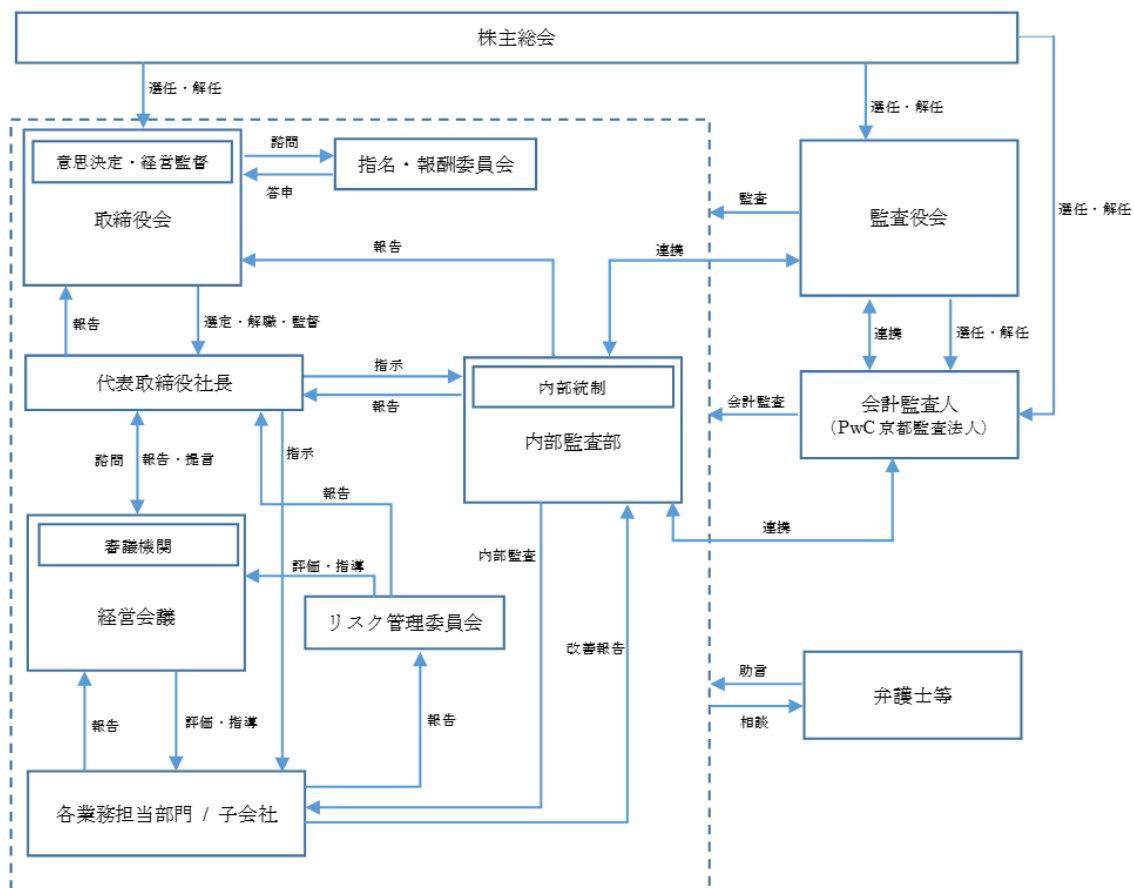 株主総会
選任・解任
選任・解任
選任・解任
意思決定・経営監督
取締役会
諮問
答申
指名・報酬委員会
監査
監査役会
報告
連携
報告
選定・解職・監督
連携
選任・解任
代表取締役社長
指示
報告
内部統制
内部監査部
会計監査
会計監査人
(PwC 京都監査法人)
諮問
報告・提言
指示
報告
連携
審議機関
経営会議
評価・指導
リスク管理委員会
内部監査
改善報告
助言
相談
弁護士等
報告
評価・指導
報告
各業務担当部門 / 子会社